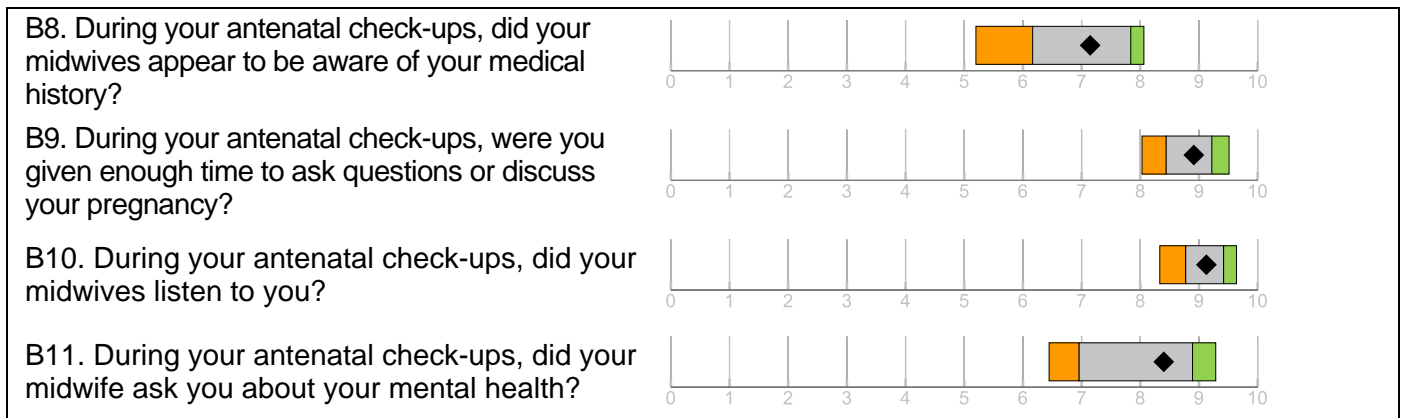 B8. During your antenatal check-ups, did your
midwives appear to be aware of your medical
history?
0 1 2 3 4 5 6 7 8 9 10
B9. During your antenatal check-ups, were you
given enough time to ask questions or discuss
your pregnancy?
0 1 2 3 4 5 6 7 8 9 10
B10. During your antenatal check-ups, did your
midwives listen to you?
0 1 2 3 4 5 6 7 8 9 10
B11. During your antenatal check-ups, did your
midwife ask you about your mental health?
0 1 2 3 4 5 6 7 8 9 10